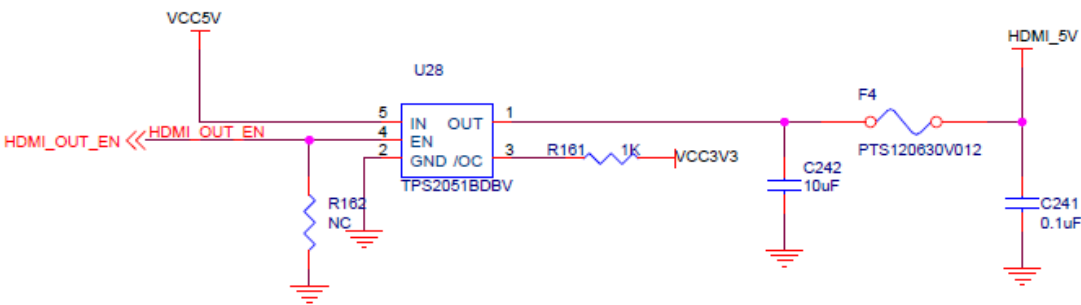 VCC5V
HDMI_5V
U28
F4
5 IN OUT 1
HDMI_OUT_EN HDMI_OUT_EN 4 EN
2 GND /OC 3 R161 1K VCC3V3
TPS2051BDBV
PTS120630V012
C242
10uF
R162
NC
C241
0.1uF